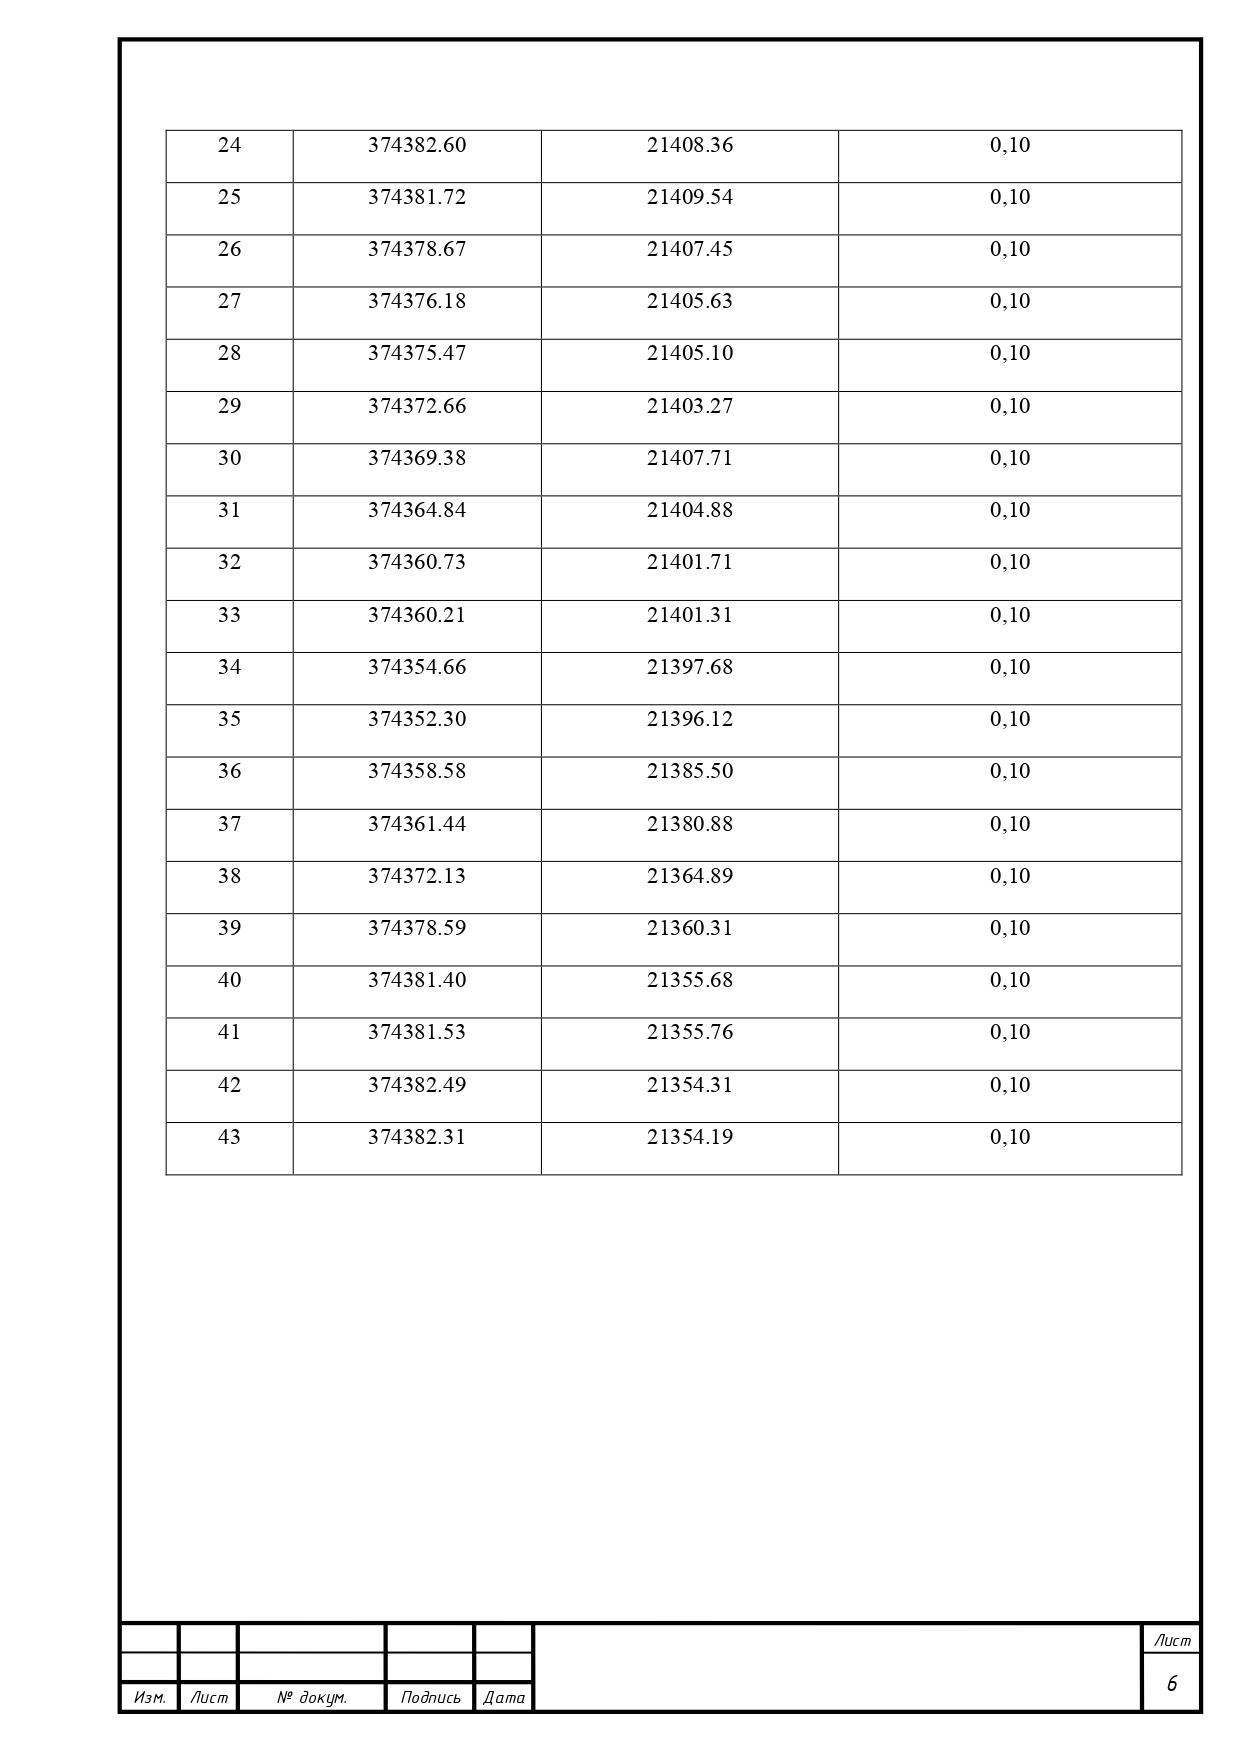 24 374382.60 21408.36 0,10
25 374381.72 21409.54 0,10
26 374378.67 21407.45 0,10
27 374376.18 21405.63 0,10
28 374375.47 21405.10 0,10
29 374372.66 21403.27 0,10
30 374369.38 21407.71 0,10
31 374364.84 21404.88 0,10
32 374360.73 21401.71 0,10
33 374360.21 21401.31 0,10
34 374354.66 21397.68 0,10
35 374352.30 21396.12 0,10
36 374358.58 21385.50 0,10
37 374361.44 21380.88 0,10
38 374372.13 21364.89 0,10
39 374378.59 21360.31 0,10
40 374381.40 21355.68 0,10
41 374381.53 21355.76 0,10
42 374382.49 21354.31 0,10
43 374382.31 21354.19 0,10
Лист
6
Изм. Лист № докум. Подпись Дата